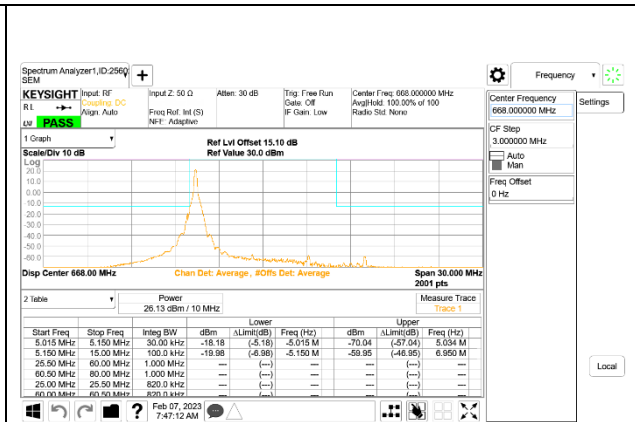 Spectrum Analyzer1,ID:2560
SEM
+
Frequency
KEYSIGHT
Input: RF
Coupling: DC
Align: Auto
Input Z: 50 Ω
Freq Ref: Int (S)
NFE: Adaptive
Atten: 30 dB
Trig: Free Run
Gate: Off
IF Gain: Low
Center Freq: 668.000000 MHz
Avg|Hold: 100.00% of 100
Radio Std: None
R L
PASS
Center Frequency
668.000000 MHz
Settings
CF Step
3.000000 MHz
Auto
Man
Freq Offset
0 Hz
1 Graph
Scale/Div 10 dB
Ref Lvl Offset 15.10 dB
Ref Value 30.0 dBm
Log
20.0
10.0
0.00
-10.0
-20.0
-30.0
-40.0
-50.0
-60.0
Disp Center 668.00 MHz
Chan Det: Average , #Offs Det: Average
Span 30.000 MHz
2001 pts
2 Table
Power
26.13 dBm / 10 MHz
Measure Trace
Trace 1
Lower Upper
Start Freq Stop Freq Integ BW dBm ΔLimit(dB) Freq (Hz) dBm ΔLimit(dB) Freq (Hz)
5.015 MHz 5.150 MHz 30.00 kHz -18.18 (-5.18) -5.015 M -70.04 (-57.04) 5.034 M
5.150 MHz 15.00 MHz 100.0 kHz -19.98 (-6.98) -5.150 M -59.95 (-46.95) 6.950 M
25.50 MHz 60.00 MHz 1.000 MHz --- (---) --- --- (---) ---
60.50 MHz 80.00 MHz 1.000 MHz --- (---) --- --- (---) ---
25.00 MHz 25.50 MHz 820.0 kHz --- (---) --- --- (---) ---
60.00 MHz 60.50 MHz 820.0 kHz --- (---) --- --- (---) ---
Local
?
Feb 07, 2023
7:47:12 AM